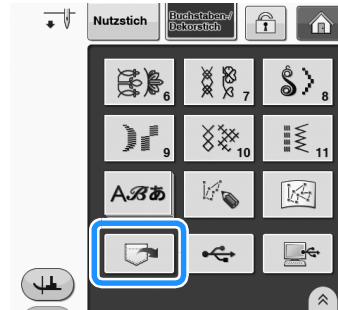 Nutzstich
Buchstaben-/
Dekorstich
6
7
8
9
10
11
Aℬあ